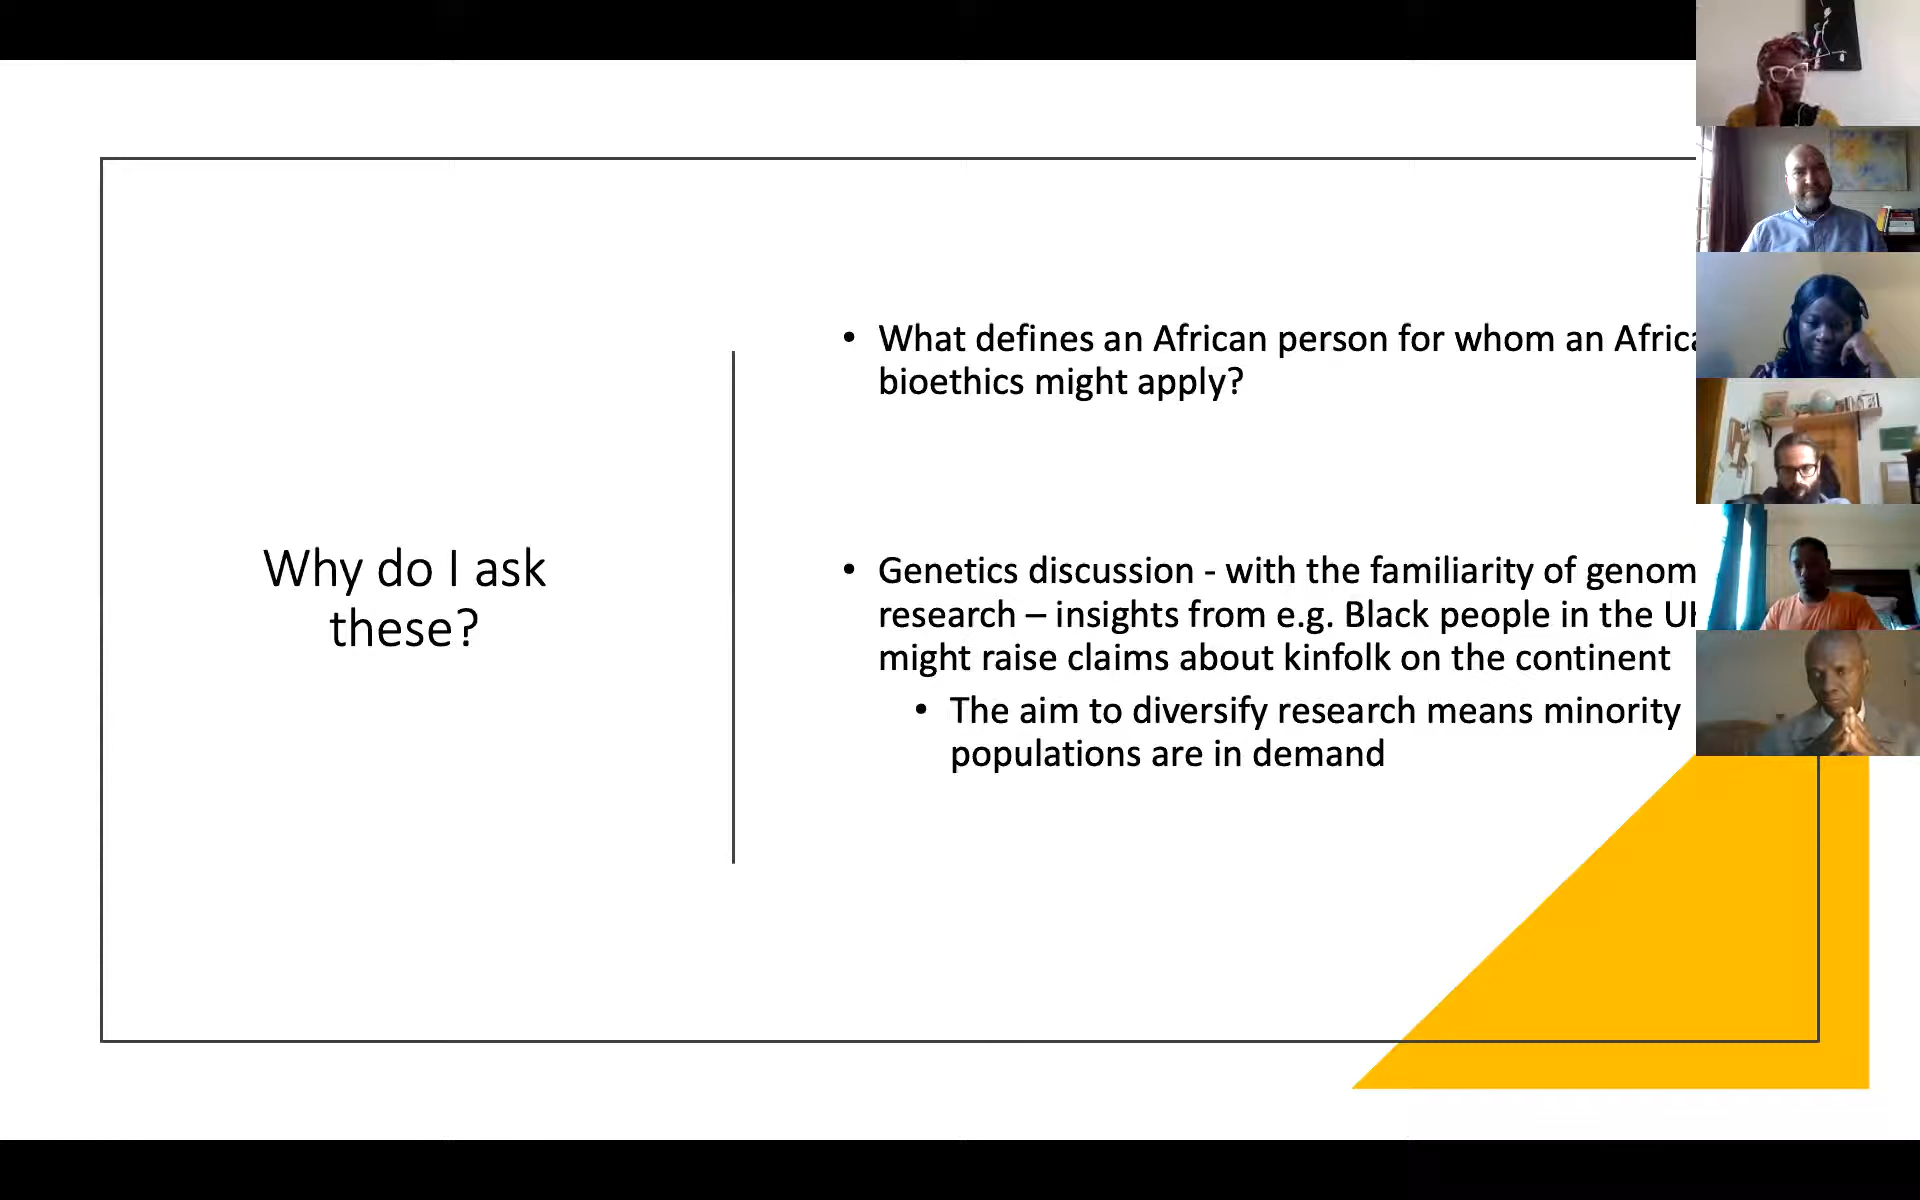 Why do I ask
these?
• What defines an African person for whom an Afric
bioethics might apply?
• Genetics discussion - with the familiarity of genom
research – insights from e.g. Black people in the U
might raise claims about kinfolk on the continent
• The aim to diversify research means minority
populations are in demand